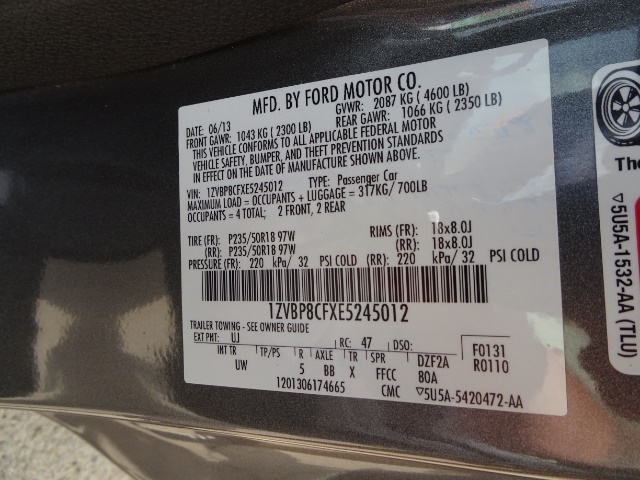 MFD. BY FORD MOTOR CO.
DATE: 06/13 GVWR: 2087 KG ( 4600 LB)
FRONT GAWR: 1043 KG ( 2300 LB) REAR GAWR: 1066 KG ( 2350 LB)
THIS VEHICLE CONFORMS TO ALL APPLICABLE FEDERAL MOTOR
VEHICLE SAFETY, BUMPER, AND THEFT PREVENTION STANDARDS
IN EFFECT ON THE DATE OF MANUFACTURE SHOWN ABOVE.
VIN: 1ZVBP8CFXE5245012 TYPE: Passenger Car
MAXIMUM LOAD = OCCUPANTS + LUGGAGE = 317KG/ 700LB
OCCUPANTS = 4 TOTAL; 2 FRONT, 2 REAR
TIRE (FR): P235/50R18 97W RIMS (FR): 18x8.0J
(RR): P235/50R18 97W (RR): 18x8.0J
PRESSURE (FR): 220 kPa/ 32 PSI COLD (RR): 220 kPa/ 32 PSI COLD
1ZVBP8CFXE5245012
TRAILER TOWING - SEE OWNER GUIDE
EXT PNT: UJ RC: 47 DSO: F0131
INT TR TP/PS R AXLE TR SPR DZF2A R0110
UW 5 BB X FFCC 80A
1201306174665 CMC ▽5U5A-5420472-AA
The
▽5U5A-1532-AA (TLU)